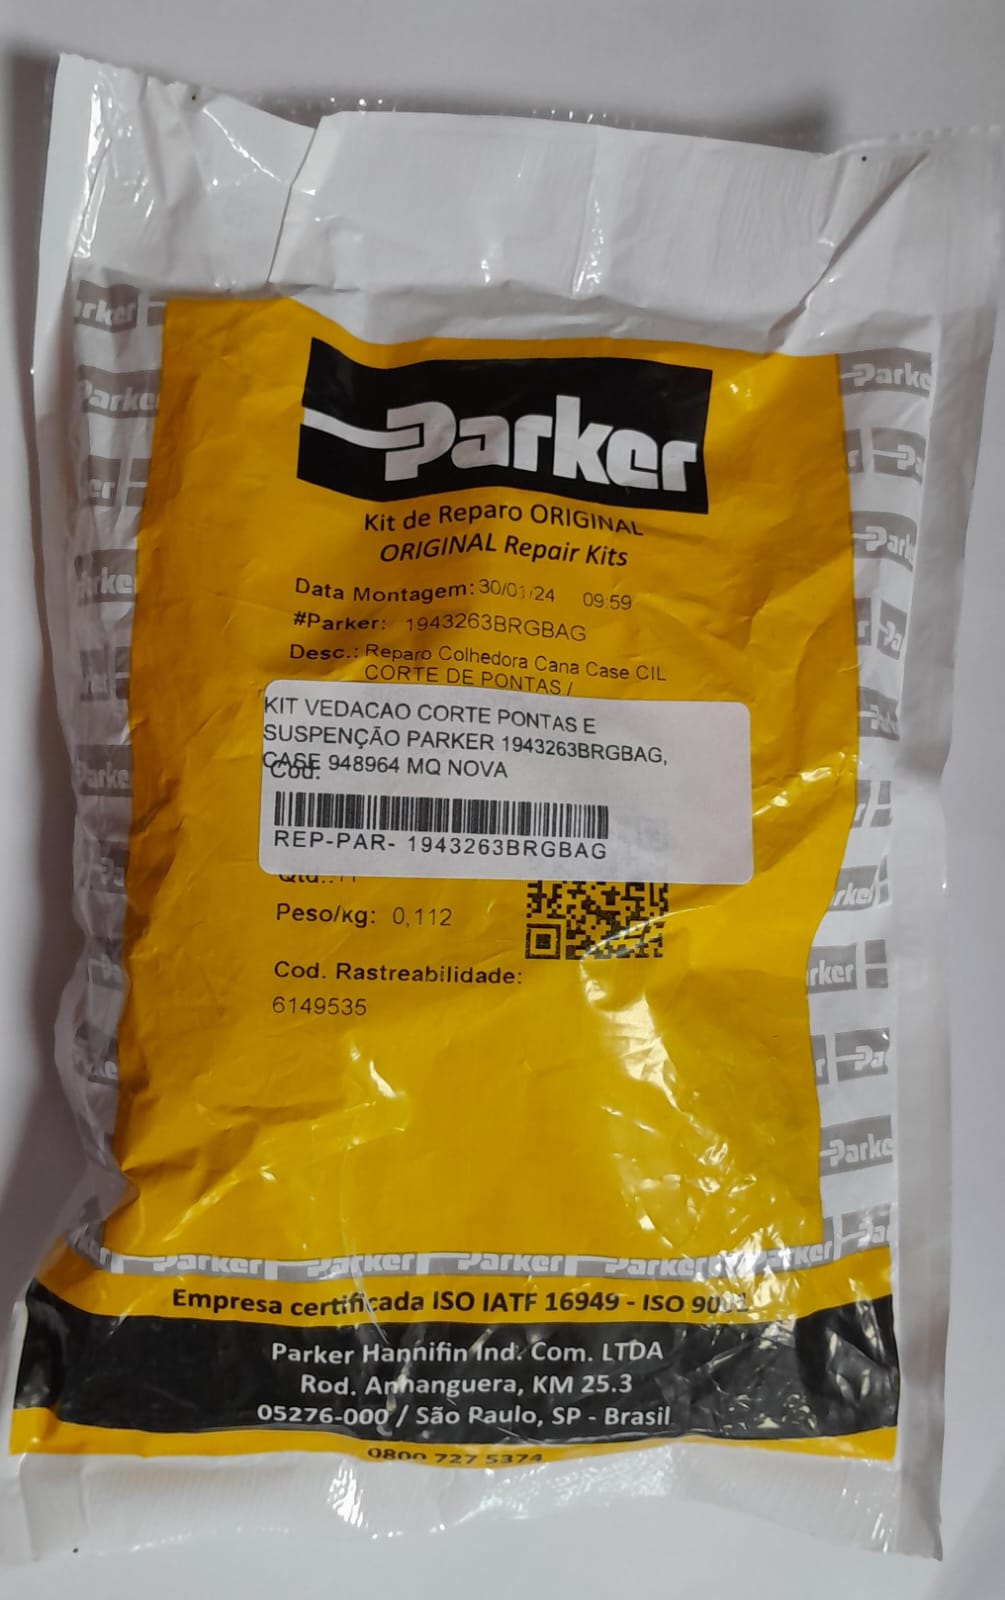 Parker
Kit de Reparo ORIGINAL
ORIGINAL Repair Kits
Data Montagem: 30/01/24 09:59
#Parker: 1943263BRGBAG
Desc.: Reparo Colhedora Cana Case CIL
CORTE DE PONTAS /
KIT VEDACAO CORTE PONTAS E
SUSPENÇÃO PARKER 1943263BRGBAG,
CASE 948964 MQ NOVA
Cod:
REP-PAR- 1943263BRGBAG
Peso/kg: 0,112
Cod. Rastreabilidade:
6149535
Parker Parker Parker Parker Parker
Empresa certificada ISO IATF 16949 - ISO 9001
Parker Hannifin Ind. Com. LTDA
Rod. Anhanguera, KM 25.3
05276-000 / São Paulo, SP - Brasil
0800 727 5374